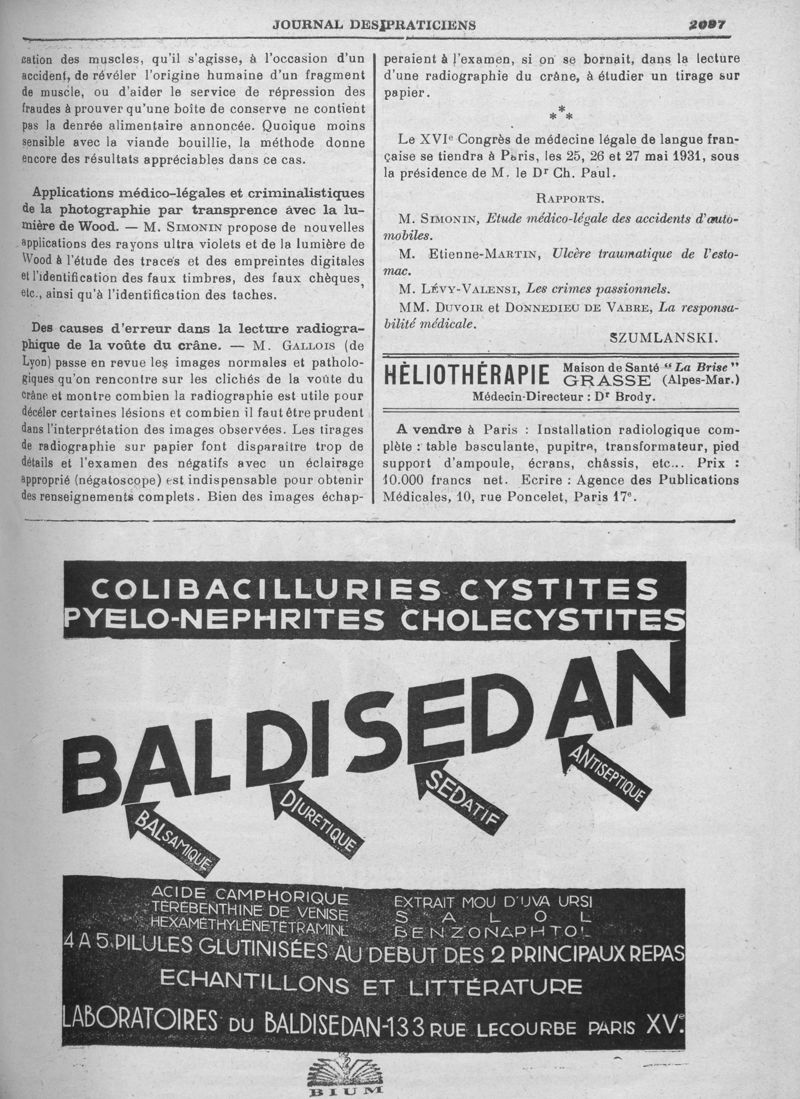 JOURNAL DES PRATICIENS
2097
cation des muscles, qu'il s'agisse, à l'occasion d'un
accident, de révéler l'origine humaine d'un fragment
de muscle, ou d'aider le service de répression des
fraudes à prouver qu'une boîte de conserve ne contient
pas la denrée alimentaire annoncée. Quoique moins
sensible avec la viande bouillie, la méthode donne
encore des résultats appréciables dans ce cas.
Applications médico-légales et criminalistiques
de la photographie par transprence avec la lu-
mière de Wood. — M. SIMONIN propose de nouvelles
applications des rayons ultra violets et de la lumière de
Wood à l'étude des traces et des empreintes digitales
et l'identification des faux timbres, des faux chèques,
etc., ainsi qu'à l'identification des taches.
Des causes d'erreur dans la lecture radiogra-
phique de la voûte du crâne. — M. GALLOIS (de
Lyon) passe en revue les images normales et patholo-
giques qu'on rencontre sur les clichés de la voûte du
crâne et montre combien la radiographie est utile pour
décéler certaines lésions et combien il faut être prudent
dans l'interprétation des images observées. Les tirages
de radiographie sur papier font disparaître trop de
détails et l'examen des négatifs avec un éclairage
approprié (négatoscope) est indispensable pour obtenir
des renseignements complets. Bien des images échap-
peraient à l'examen, si on se bornait, dans la lecture
d'une radiographie du crâne, à étudier un tirage sur
papier.
*
* *
Le XVIe Congrès de médecine légale de langue fran-
çaise se tiendra à Paris, les 25, 26 et 27 mai 1931, sous
la présidence de M. le Dr Ch. Paul.
RAPPORTS.
M. SIMONIN, Etude médico-légale des accidents d'auto-
mobiles.
M. Etienne-MARTIN, Ulcère traumatique de l'esto-
mac.
M. LÉVY-VALENSI, Les crimes passionnels.
MM. DUVOIR et DONNEDIEU DE VABRE, La responsa-
bilité médicale.
SZUMLANSKI.
HÈLIOTHÉRAPIE Maison de Santé "La Brise"
GRASSE (Alpes-Mar.)
Médecin-Directeur : Dr Brody.
A vendre à Paris : Installation radiologique com-
plète : table basculante, pupitre, transformateur, pied
support d'ampoule, écrans, châssis, etc... Prix :
10.000 francs net. Ecrire : Agence des Publications
Médicales, 10, rue Poncelet, Paris 17e.
COLIBACILLURIES CYSTITES
PYELO-NEPHRITES CHOLECYSTITES
BALDISEDAN
BALSAMIQUE
DIURETIQUE
SEDATIF
ANTISEPTIQUE
ACIDE CAMPHORIQUE
TÉRÉBENTHINE DE VENISE
HEXAMÉTHYLÈNETÉTRAMINE
EXTRAIT MOU D'UVA URSI
SALOL
BENZONAPHTOL
4 A 5 PILULES GLUTINISÉES AU DEBUT DES 2 PRINCIPAUX REPAS
ECHANTILLONS ET LITTÉRATURE
LABORATOIRES DU BALDISEDAN-133 RUE LECOURBE PARIS XVe.
BIUM